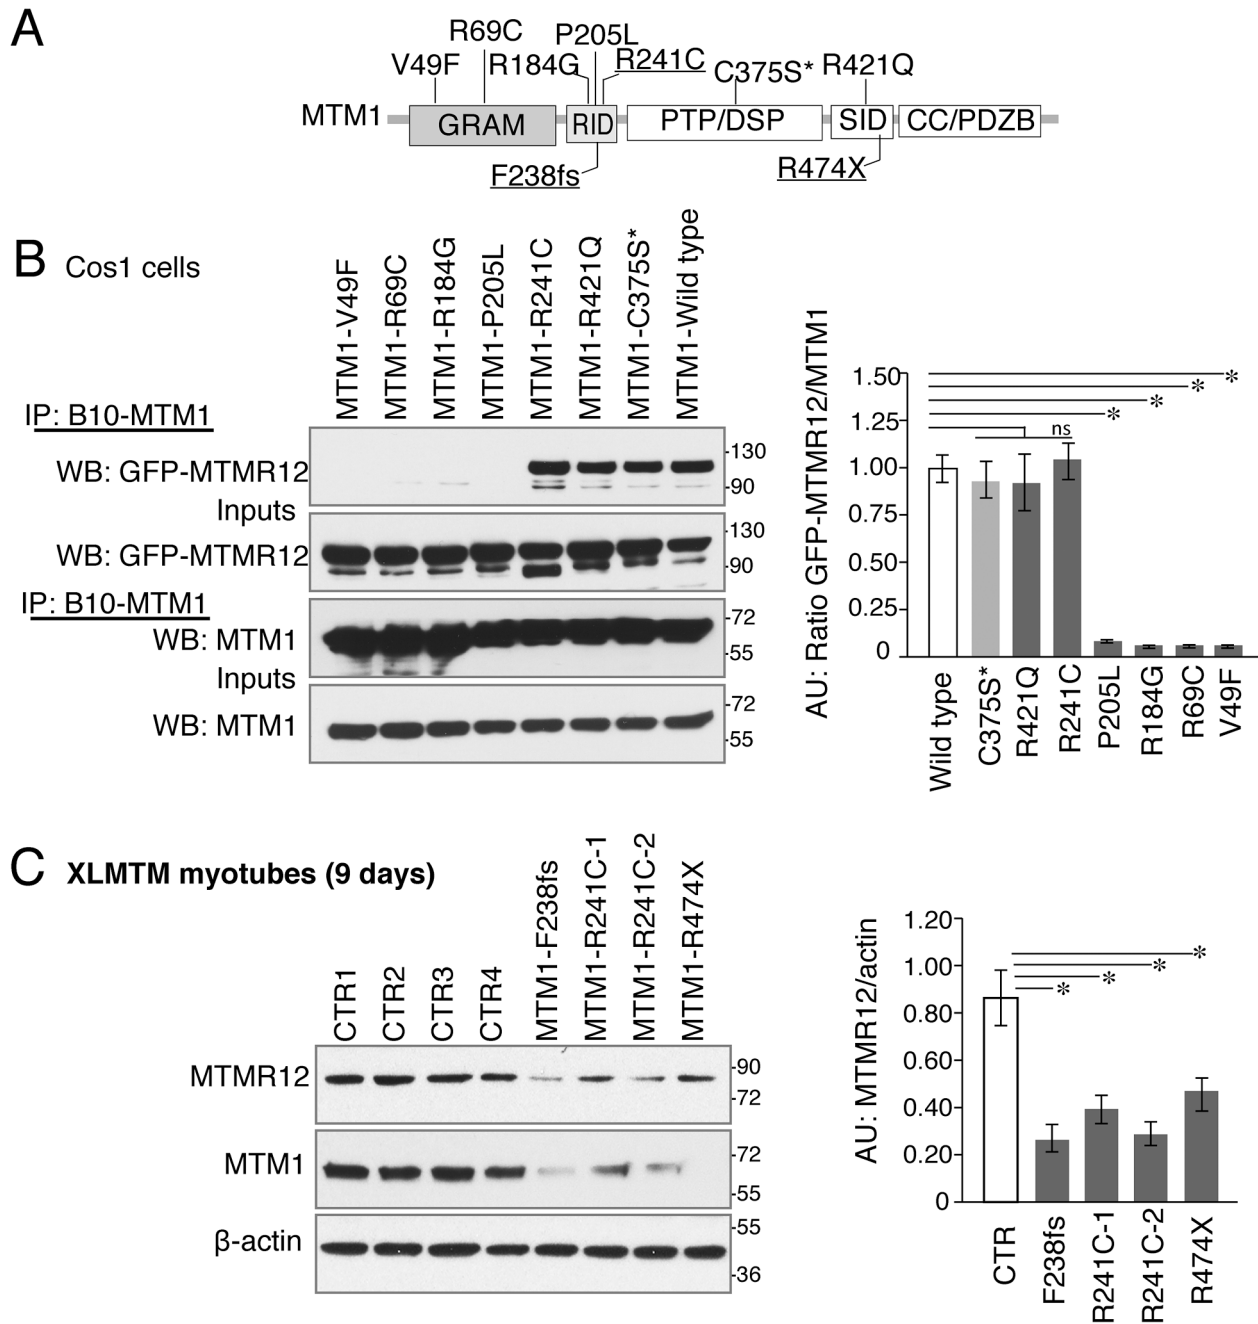 A
R69C P205L
V49F R184G R241C C375S* R421Q
MTM1 GRAM RID PTP/DSP SID CC/PDZB
F238fs R474X
B Cos1 cells
MTM1-V49F
MTM1-R69C
MTM1-R184G
MTM1-P205L
MTM1-R241C
MTM1-R421Q
MTM1-C375S*
MTM1-Wild type
IP: B10-MTM1
WB: GFP-MTMR12
-130
-90
Inputs
WB: GFP-MTMR12
-130
-90
IP: B10-MTM1
WB: MTM1
-72
-55
Inputs
WB: MTM1
-72
-55
AU: Ratio GFP-MTMR12/MTM1
1.50
1.25
1.00
0.75
0.50
0.25
0
*
*
*
*
ns
Wild type
C375S*
R421Q
R241C
P205L
R184G
R69C
V49F
C XLMTM myotubes (9 days)
CTR1
CTR2
CTR3
CTR4
MTM1-F238fs
MTM1-R241C-1
MTM1-R241C-2
MTM1-R474X
MTMR12
-90
-72
MTM1
-72
-55
β-actin
-55
-36
AU: MTMR12/actin
1.20
1.00
0.80
0.60
0.40
0.20
0
*
*
*
*
CTR
F238fs
R241C-1
R241C-2
R474X